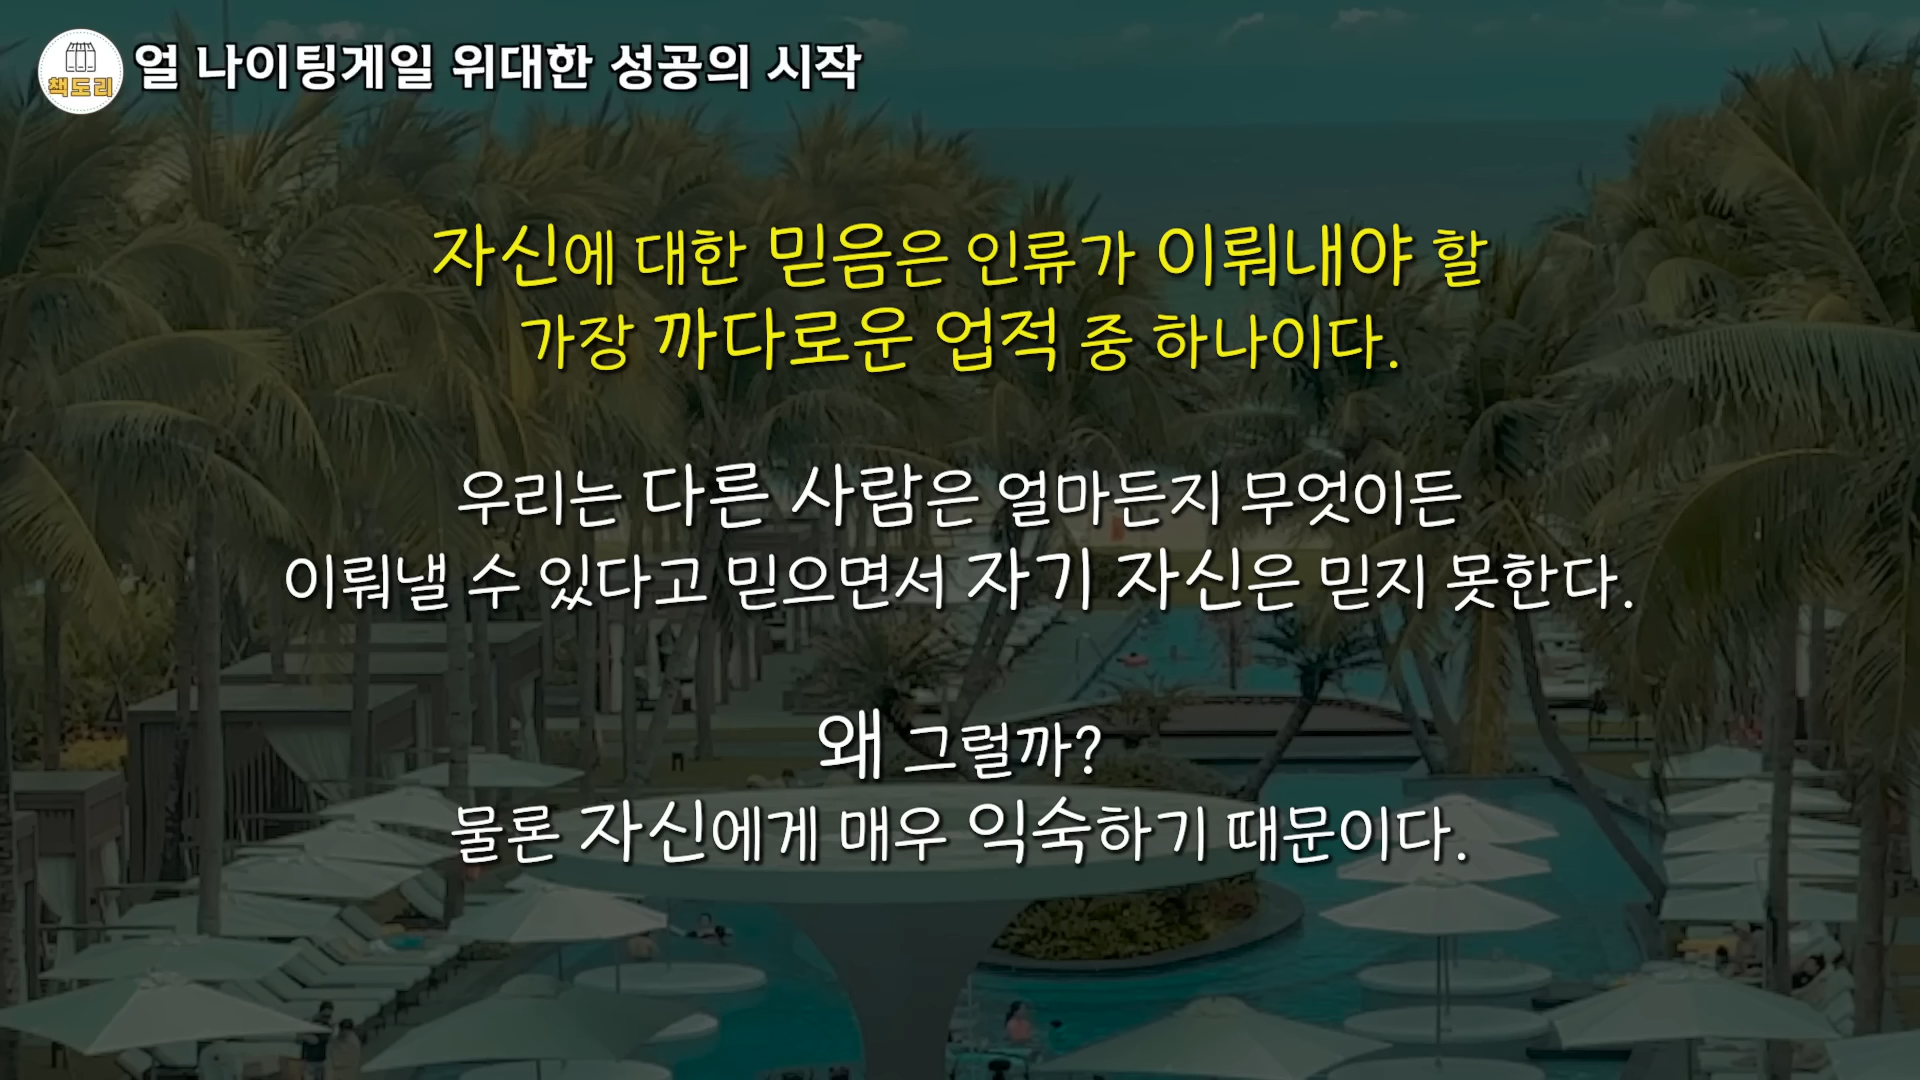 책도리
얼 나이팅게일 위대한 성공의 시작
자신에 대한 믿음은 인류가 이뤄내야 할
가장 까다로운 업적 중 하나이다.
우리는 다른 사람은 얼마든지 무엇이든
이뤄낼 수 있다고 믿으면서 자기 자신은 믿지 못한다.
왜 그럴까?
물론 자신에게 매우 익숙하기 때문이다.